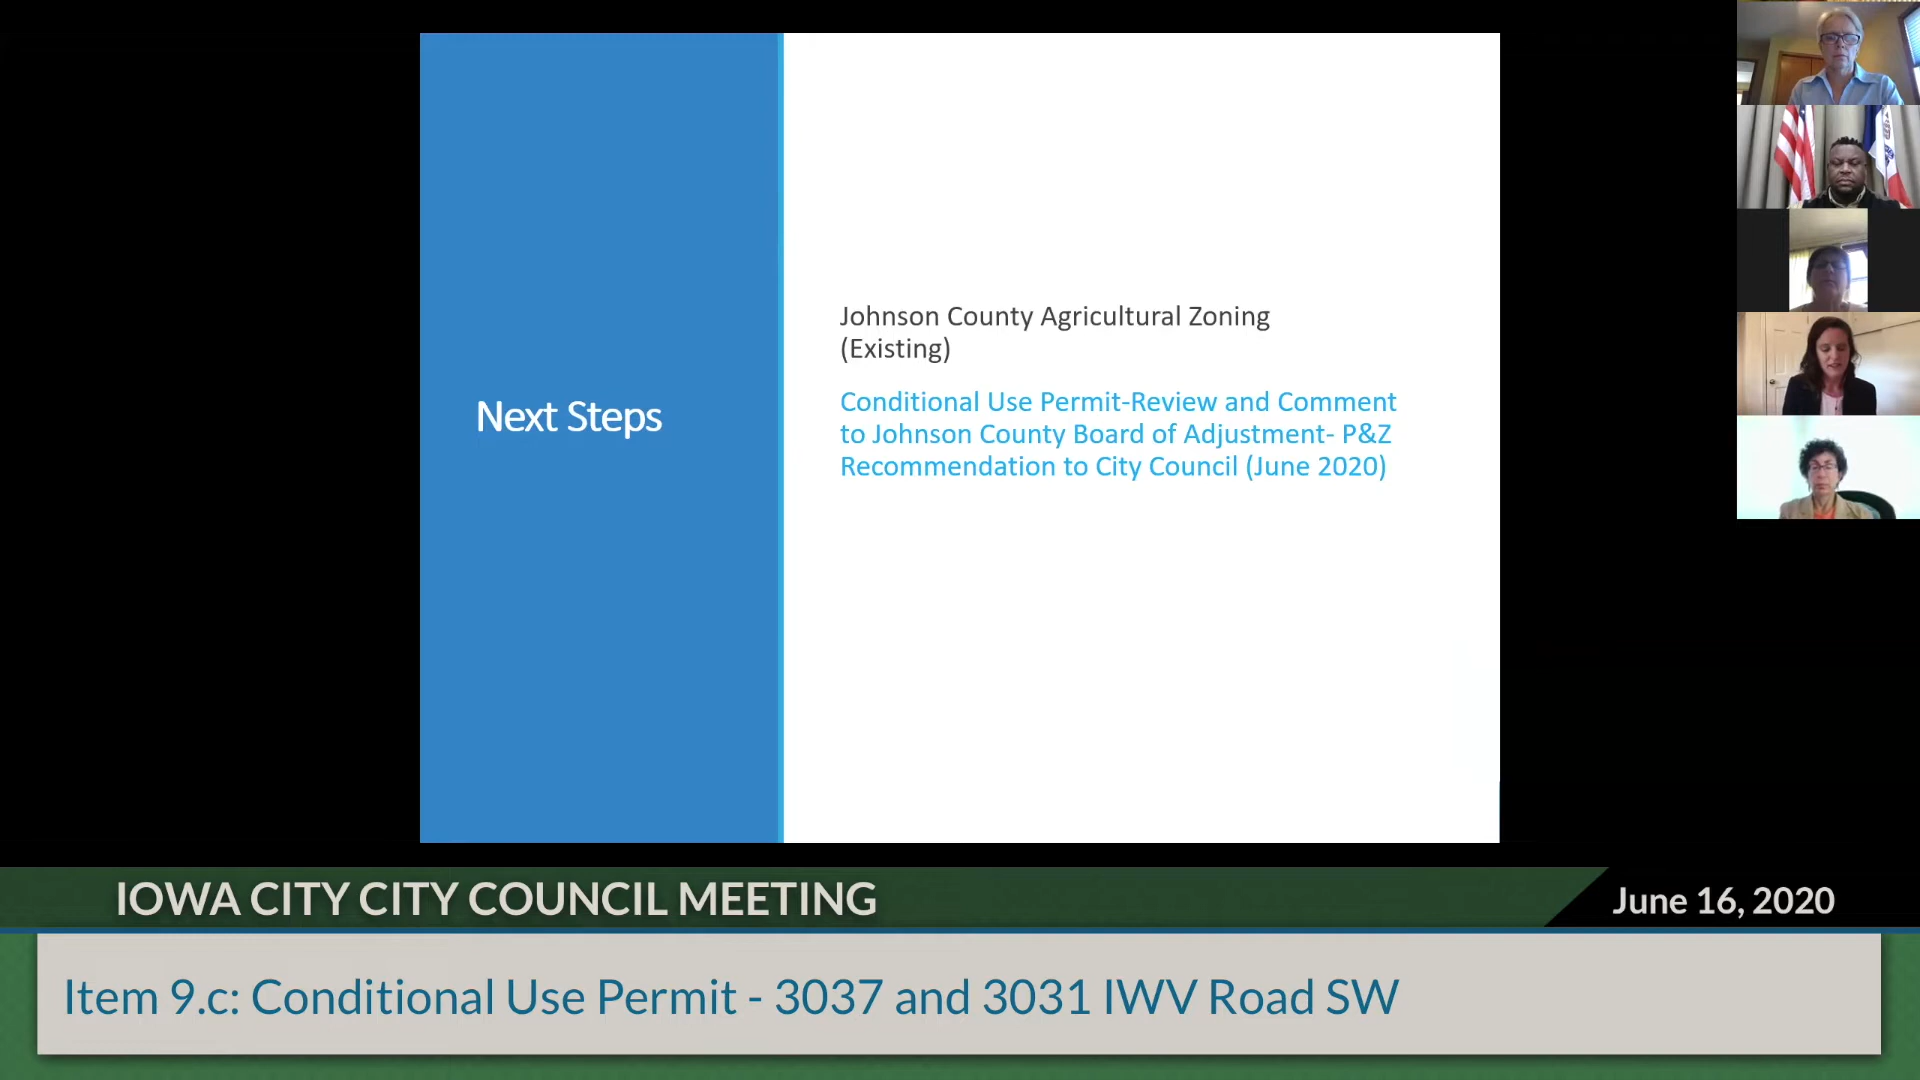 Next Steps
Johnson County Agricultural Zoning
(Existing)
Conditional Use Permit-Review and Comment
to Johnson County Board of Adjustment- P&Z
Recommendation to City Council (June 2020)
IOWA CITY CITY COUNCIL MEETING
June 16, 2020
Item 9.c: Conditional Use Permit - 3037 and 3031 IWV Road SW